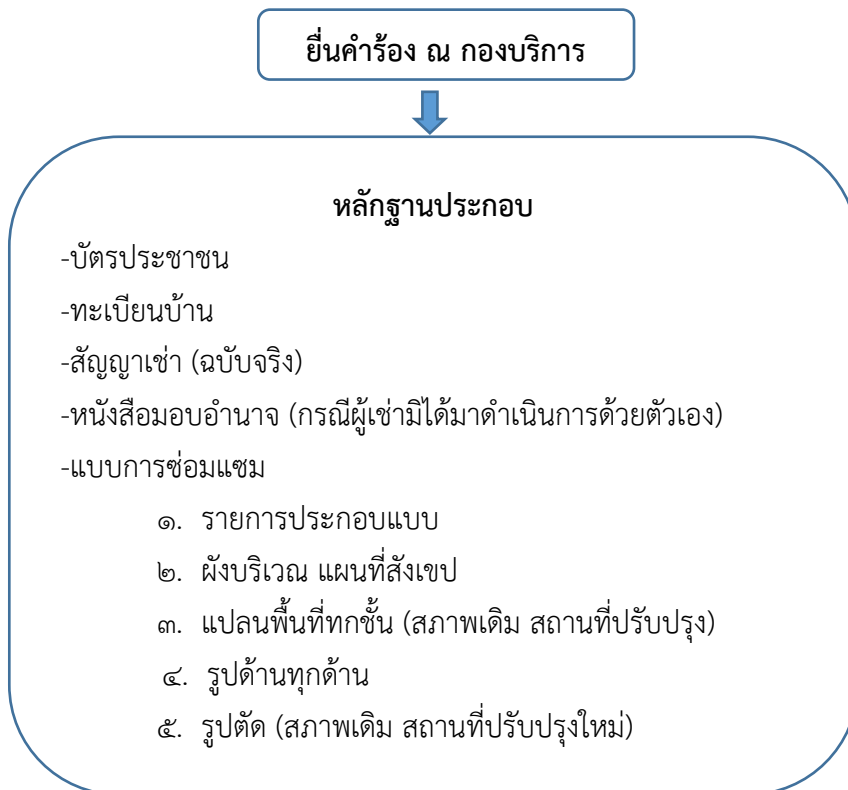 ยื่นคำร้อง ณ กองบริการ
หลักฐานประกอบ
-บัตรประชาชน
-ทะเบียนบ้าน
-สัญญาเช่า (ฉบับจริง)
-หนังสือมอบอำนาจ (กรณีผู้เช่ามิได้มาดำเนินการด้วยตัวเอง)
-แบบการซ่อมแซม
๑. รายการประกอบแบบ
๒. ผังบริเวณ แผนที่สังเขป
๓. แปลนพื้นที่ทกชั้น (สภาพเดิม สถานที่ปรับปรุง)
๔. รูปด้านทุกด้าน
๕. รูปตัด (สภาพเดิม สถานที่ปรับปรุงใหม่)